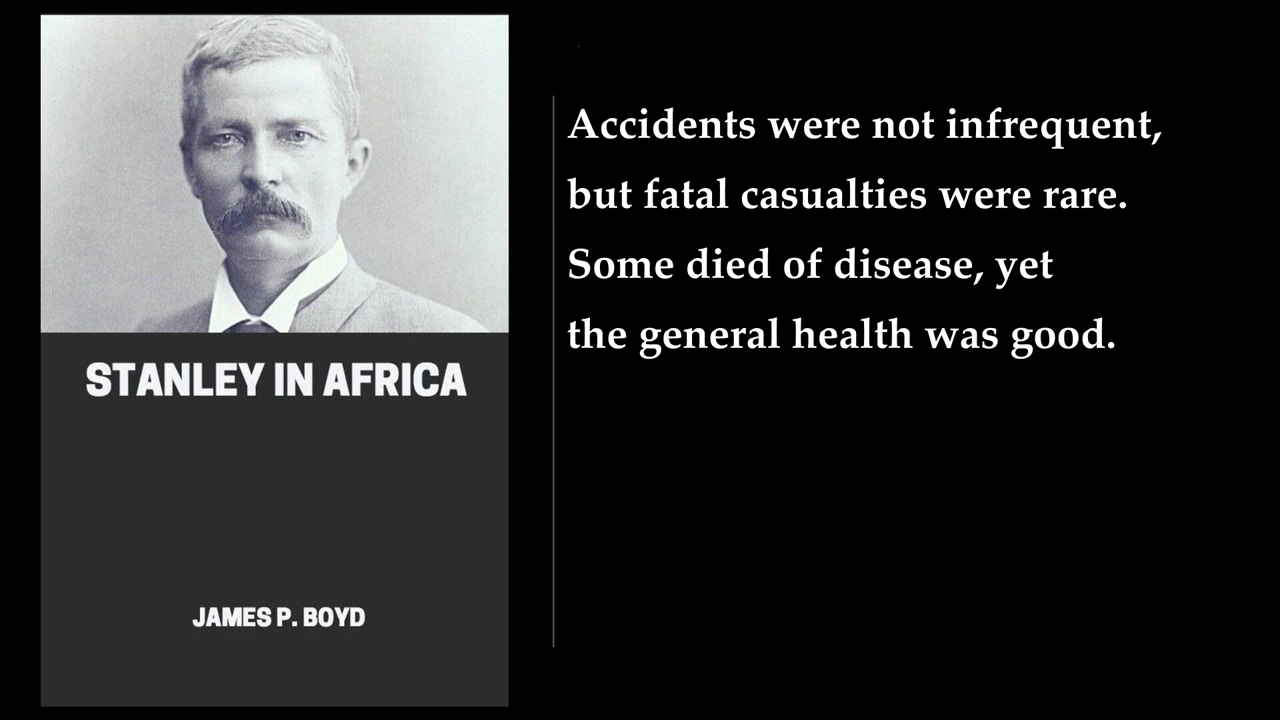 STANLEY IN AFRICA
JAMES P. BOYD
Accidents were not infrequent,
but fatal casualties were rare.
Some died of disease, yet
the general health was good.